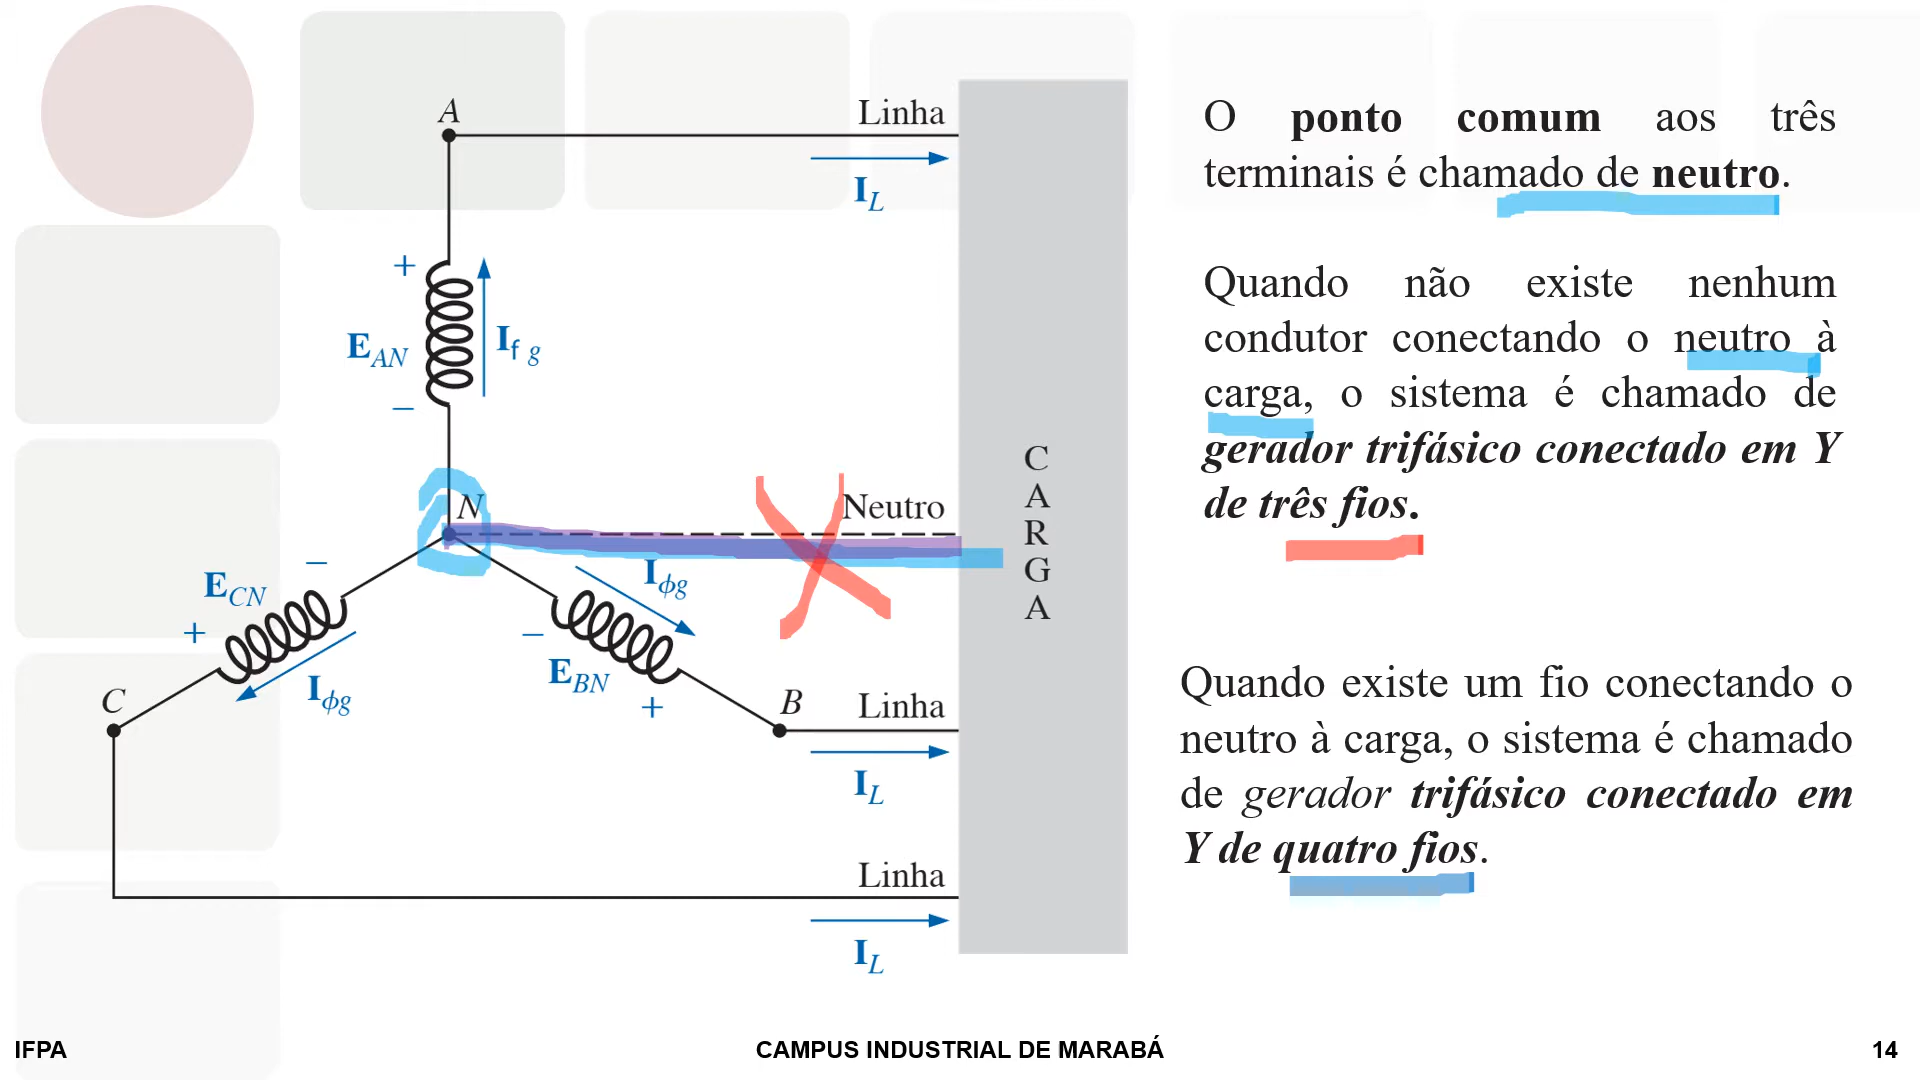 A
Linha
I_L
+
E_AN
I_f g
−
N
Neutro
I_ϕg
−
E_CN
+
I_ϕg
−
E_BN
+
C
B
Linha
I_L
Linha
I_L
C
A
R
G
A
O ponto comum aos três
terminais é chamado de neutro.
Quando não existe nenhum
condutor conectando o neutro à
carga, o sistema é chamado de
gerador trifásico conectado em Y
de três fios.
Quando existe um fio conectando o
neutro à carga, o sistema é chamado
de gerador trifásico conectado em
Y de quatro fios.
IFPA
CAMPUS INDUSTRIAL DE MARABÁ
14